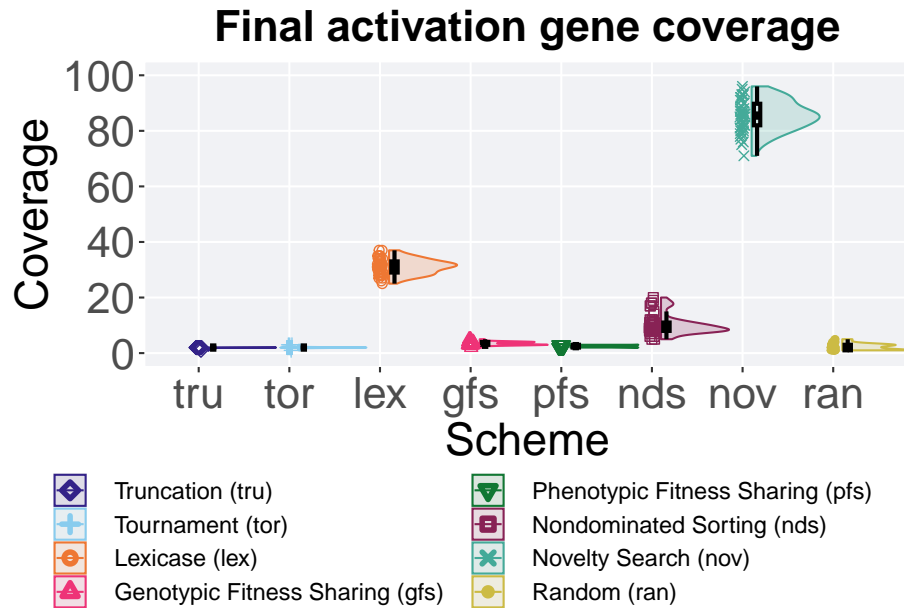 Final activation gene coverage
Coverage
100
80
60
40
20
0
tru tor lex gfs pfs nds nov ran
Scheme
Truncation (tru)
Tournament (tor)
Lexicase (lex)
Genotypic Fitness Sharing (gfs)
Phenotypic Fitness Sharing (pfs)
Nondominated Sorting (nds)
Novelty Search (nov)
Random (ran)